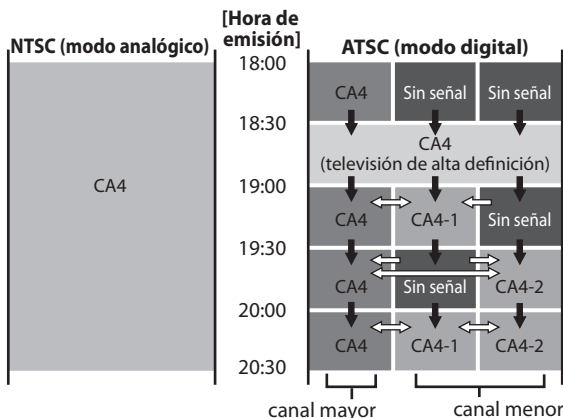 [Hora de
emisión]
NTSC (modo analógico)
ATSC (modo digital)
18:00
CA4 Sin señal Sin señal
18:30
CA4
(televisión de alta definición)
CA4
19:00
CA4 CA4-1 Sin señal
19:30
CA4 Sin señal CA4-2
20:00
CA4 CA4-1 CA4-2
20:30
canal mayor canal menor